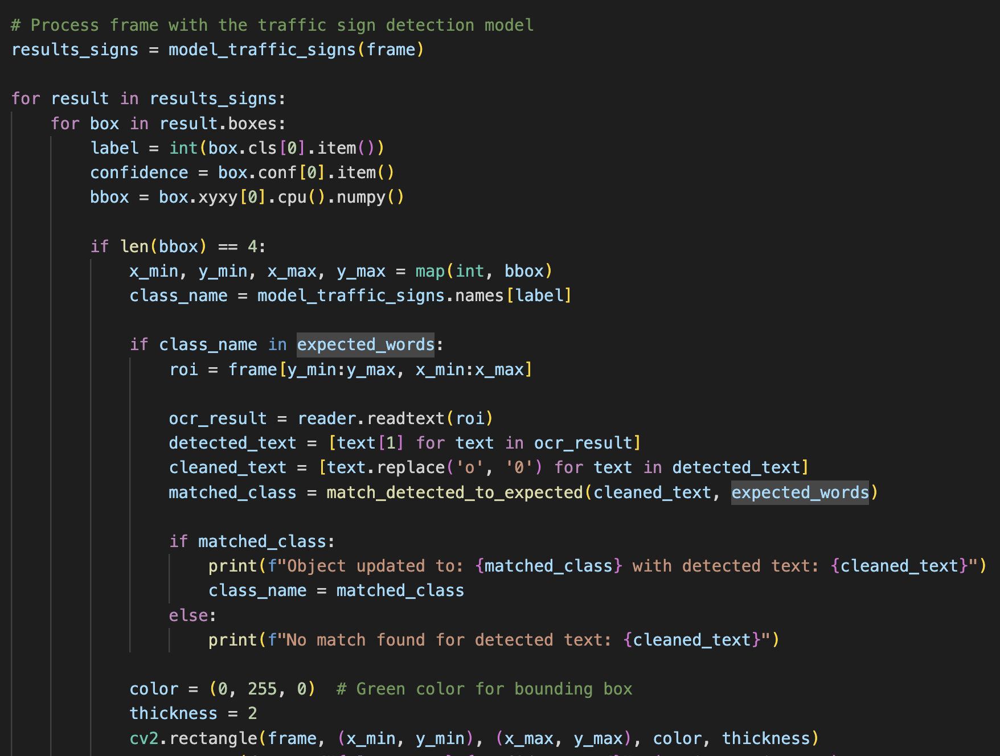 # Process frame with the traffic sign detection model
results_signs = model_traffic_signs(frame)
for result in results_signs:
for box in result.boxes:
label = int(box.cls[0].item())
confidence = box.conf[0].item()
bbox = box.xyxy[0].cpu().numpy()
if len(bbox) == 4:
x_min, y_min, x_max, y_max = map(int, bbox)
class_name = model_traffic_signs.names[label]
if class_name in expected_words:
roi = frame[y_min:y_max, x_min:x_max]
ocr_result = reader.readtext(roi)
detected_text = [text[1] for text in ocr_result]
cleaned_text = [text.replace('o', '0') for text in detected_text]
matched_class = match_detected_to_expected(cleaned_text, expected_words)
if matched_class:
print(f"Object updated to: {matched_class} with detected text: {cleaned_text}")
class_name = matched_class
else:
print(f"No match found for detected text: {cleaned_text}")
color = (0, 255, 0)  # Green color for bounding box
thickness = 2
cv2.rectangle(frame, (x_min, y_min), (x_max, y_max), color, thickness)